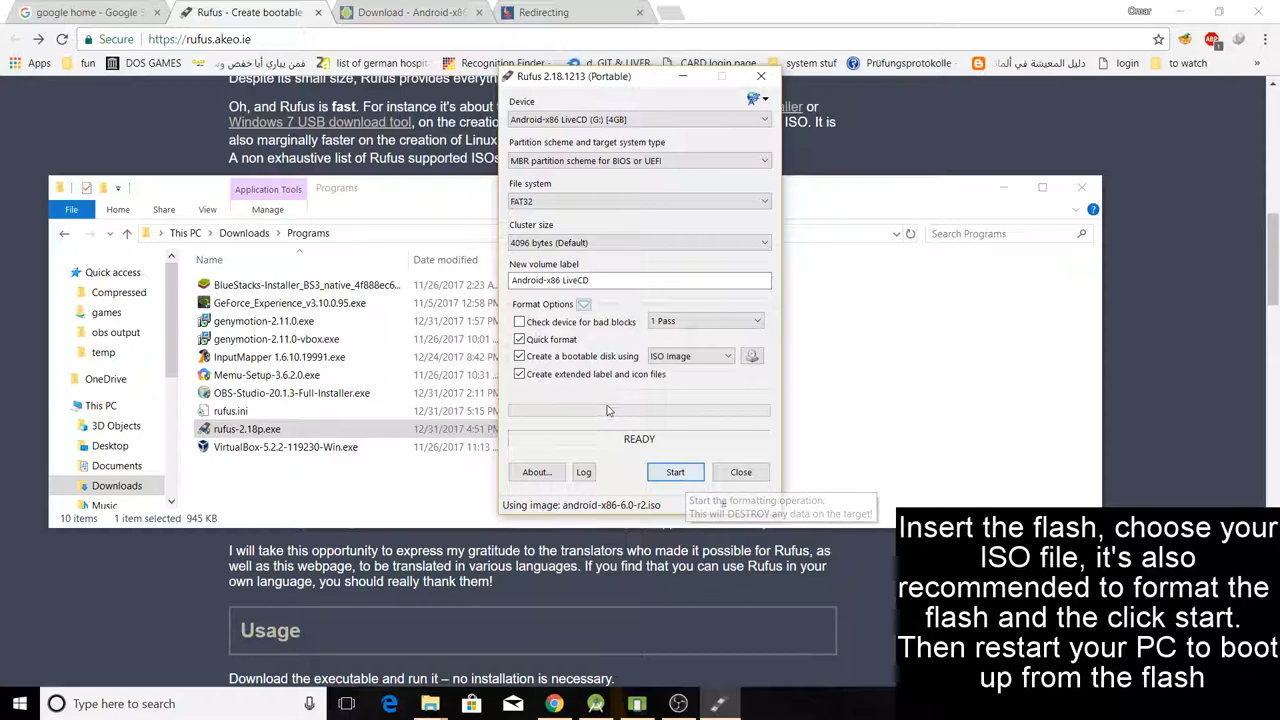 google home - Google S
Rufus - Create bootable
Download - Android-x86
Redirecting
Omar
Secure
https://rufus.akeo.ie
Apps
fun
DOS GAMES
list of german hospital
Recognition Finder
d. GIT & LIVER
CARD login page
system stuff
Prüfungsprotokolle
دليل المعيشة في ألما
login
to watch
Despite its small size, Rufus provides everything
Oh, and Rufus is fast. For instance it's about
ller or
Windows 7 USB download tool, on the creation
ISO. It is
also marginally faster on the creation of Linux
A non exhaustive list of Rufus supported ISOs
Rufus 2.18.1213 (Portable)
Device
Android-x86 LiveCD (G:) [4GB]
Partition scheme and target system type
MBR partition scheme for BIOS or UEFI
File system
FAT32
Cluster size
4096 bytes (Default)
New volume label
Android-x86 LiveCD
Format Options
Check device for bad blocks
1 Pass
Quick format
Create a bootable disk using
ISO Image
Create extended label and icon files
READY
About...
Log
Start
Close
Using image: android-x86-6.0-r2.iso
#
Start the formatting operation.
This will DESTROY any data on the target!
Application Tools
Programs
File
Home
Share
View
Manage
This PC
Downloads
Programs
Search Programs
Name
Date modified
Quick access
Compressed
games
obs output
temp
OneDrive
This PC
3D Objects
Desktop
Documents
Downloads
Music
BlueStacks-Installer_BS3_native_4f888ec6...
11/26/2017 2:23 A
GeForce_Experience_v3.10.0.95.exe
11/5/2017 12:58 P
genymotion-2.11.0.exe
12/31/2017 1:57 P
genymotion-2.11.0-vbox.exe
11/26/2017 10:01
InputMapper 1.6.10.19991.exe
12/24/2017 8:42 P
Memu-Setup-3.6.2.0.exe
11/26/2017 10:31
OBS-Studio-20.1.3-Full-Installer.exe
12/31/2017 2:11 P
rufus.ini
12/31/2017 5:15 P
rufus-2.18p.exe
12/31/2017 4:51 P
VirtualBox-5.2.2-119230-Win.exe
11/26/2017 11:13
10 items
1 item selected
945 KB
I will take this opportunity to express my gratitude to the translators who made it possible for Rufus, as
well as this webpage, to be translated in various languages. If you find that you can use Rufus in your
own language, you should really thank them!
Usage
Download the executable and run it – no installation is necessary.
Insert the flash, choose your
ISO file, it's also
recommended to format the
flash and the click start.
Then restart your PC to boot
up from the flash
Type here to search